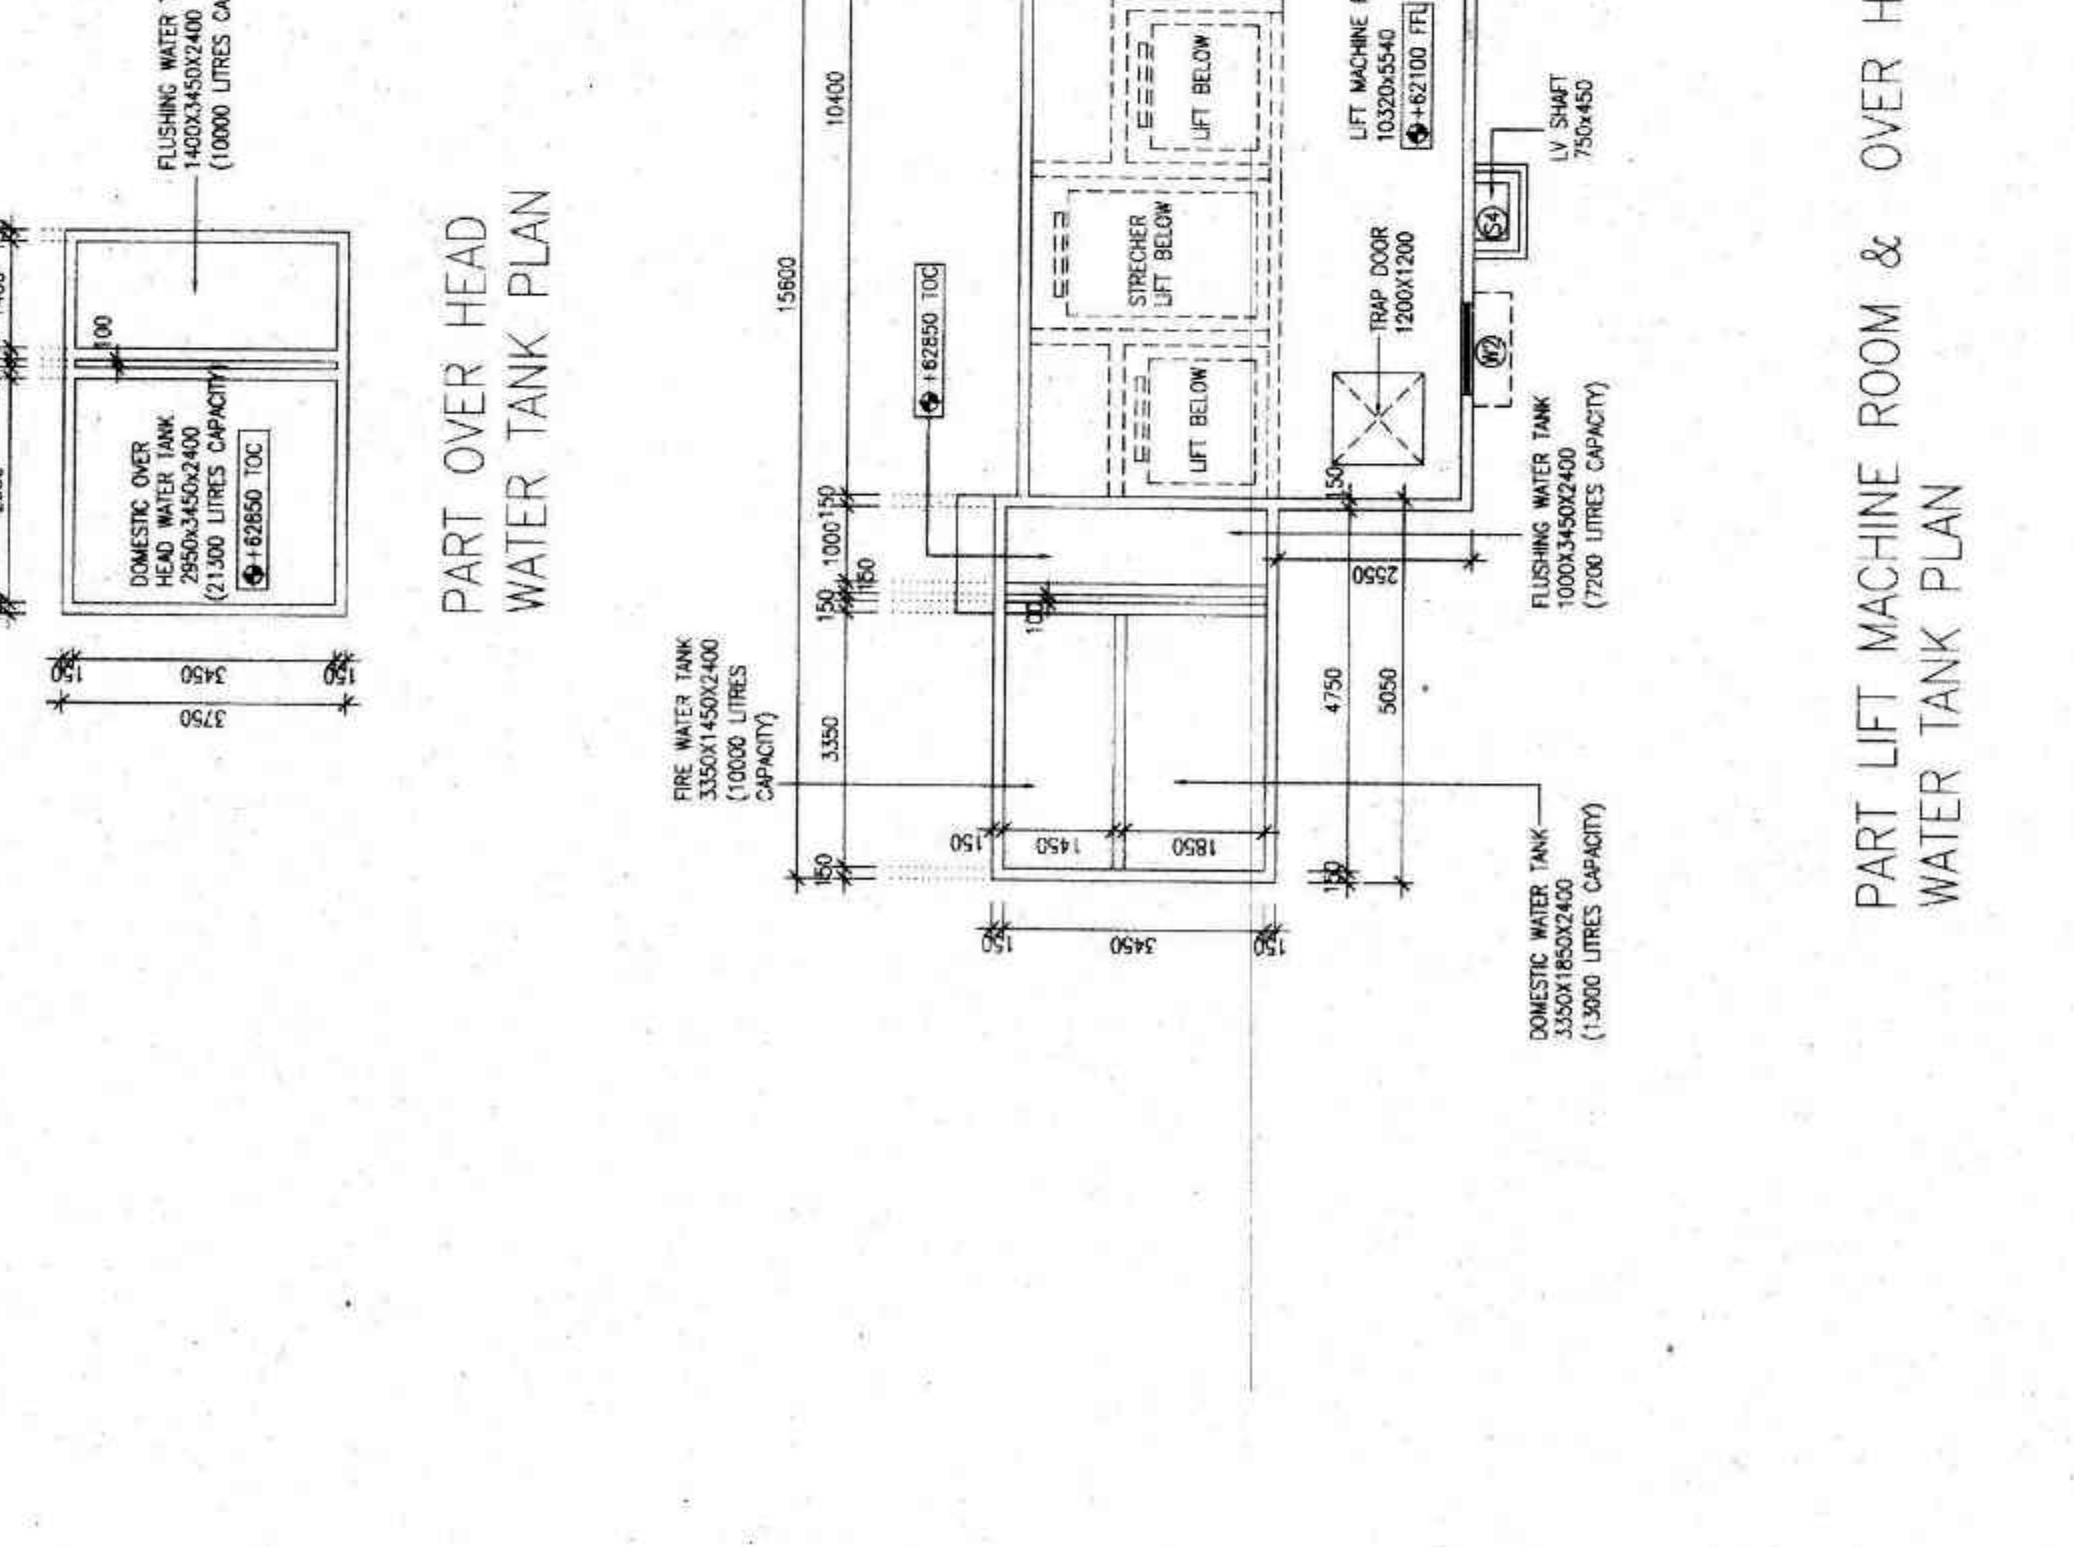 FLUSHING WATER
1400X3450X2400
(10000 LITRES
100
DOMESTIC OVER
HEAD WATER TANK
2950x3450x2400
(21300 LITRES CAPACITY)
+62850 TOC
150
3450
150
3750
PART OVER HEAD
WATER TANK PLAN
FIRE WATER TANK
3350X1450X2400
(10000 LITRES
CAPACITY)
15600
150
3350
150
1000
150
10400
150
100
+62850 TOC
150
1450
1850
150
3450
150
LIFT BELOW
STRECHER
LIFT BELOW
LIFT BELOW
LIFT MACHINE
10320x5540
+62100 FFL
TRAP DOOR
1200X1200
150
4750
150
5050
2550
W2
S4
LV SHAFT
750x450
FLUSHING WATER TANK
1000X3450X2400
(7200 LITRES CAPACITY)
DOMESTIC WATER TANK
3350X1850X2400
(13000 LITRES CAPACITY)
PART LIFT MACHINE ROOM & OVER
WATER TANK PLAN